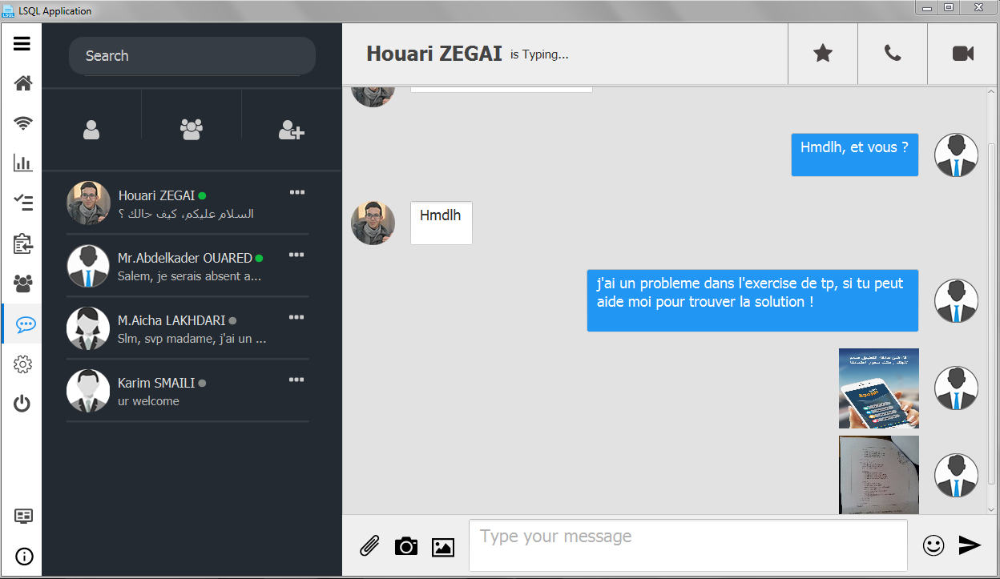 LSQL Application
Search
Houari ZEGAI
السلام عليكم، كيف حالك ؟
Mr.Abdelkader OUARED
Salem, je serais absent a...
M.Aicha LAKHDARI
Slm, svp madame, j'ai un ...
Karim SMAILI
ur welcome
Houari ZEGAI is Typing...
Hmdlh, et vous ?
Hmdlh
j'ai un probleme dans l'exercise de tp, si tu peut
aide moi pour trouver la solution !
Type your message